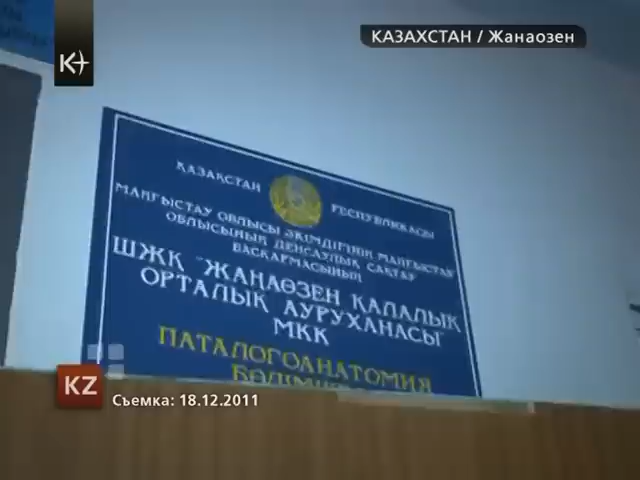 КАЗАХСТАН / Жанаозен
K+
ҚАЗАҚСТАН РЕСПУБЛИКАСЫ
МАҢҒЫСТАУ ОБЛЫСЫ ӘКІМДІГІНІҢ МАҢҒЫСТАУ
ОБЛЫСЫНЫҢ ДЕНСАУЛЫҚ САҚТАУ
БАСҚАРМАСЫНЫҢ
ШЖҚ "ЖАҢАӨЗЕН ҚАЛАЛЫҚ
ОРТАЛЫҚ АУРУХАНАСЫ"
МКК
ПАТАЛОГОАНАТОМИЯ
KZ
Съемка: 18.12.2011